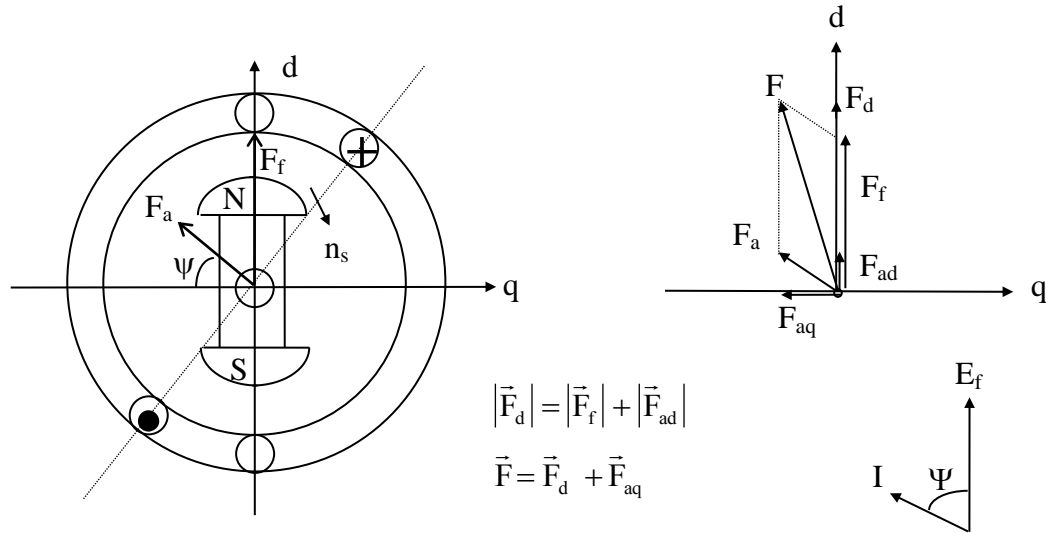 d
F_f
N
F_a
n_s
ψ
q
S
d
F
F_d
F_f
F_a
F_ad
q
F_aq
|F⃗_d| = |F⃗_f| + |F⃗_ad|
F⃗ = F⃗_d + F⃗_aq
E_f
I
Ψ